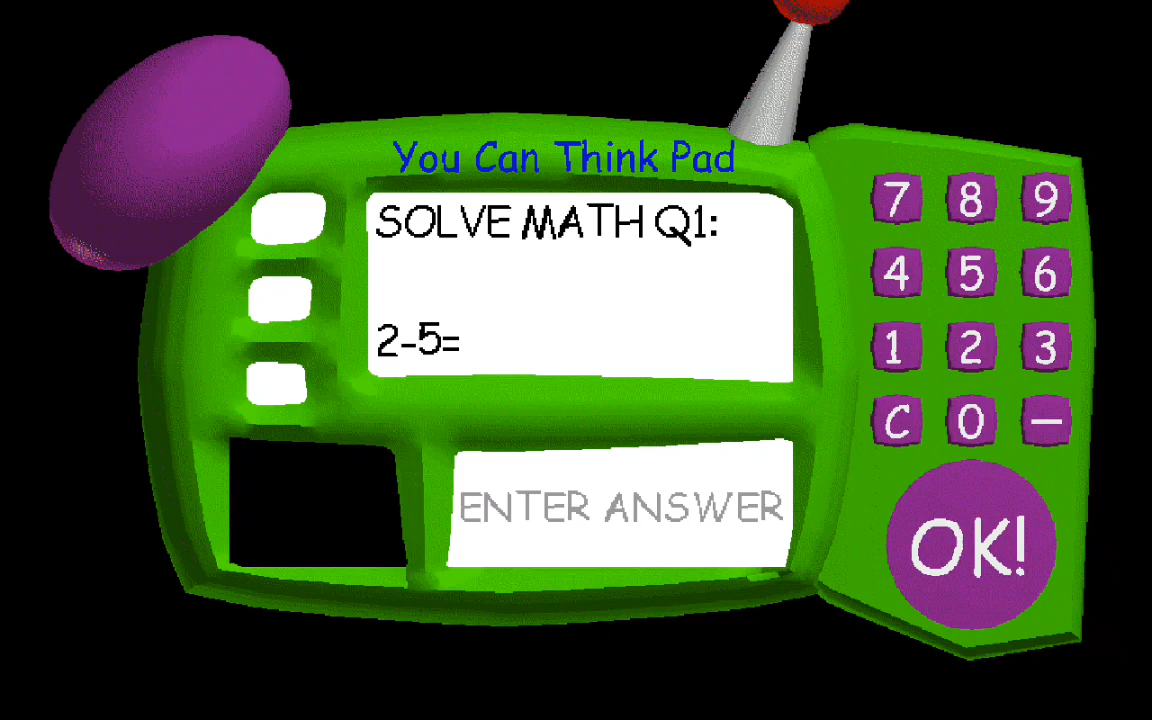 You Can Think Pad
SOLVE MATH Q1:
2-5=
ENTER ANSWER
7 8 9
4 5 6
1 2 3
C 0 -
OK!